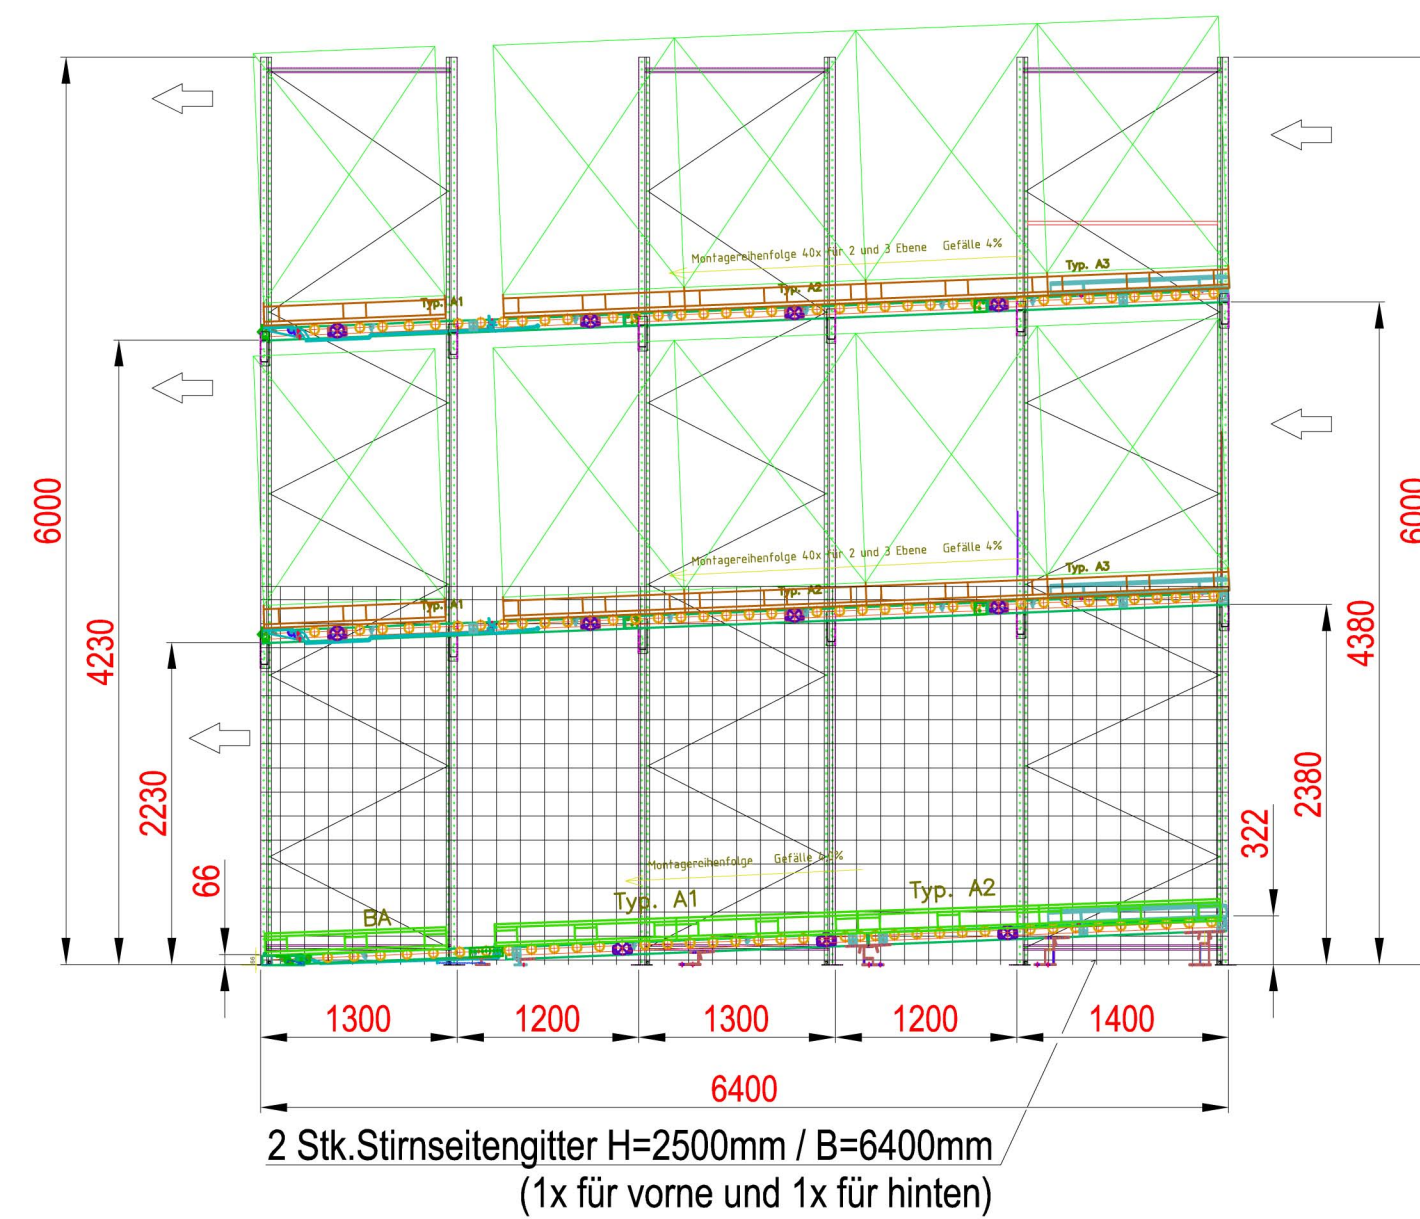 Montagereihenfolge 40x für 2 und 3 Ebene Gefälle 4%
Typ. A3
Typ. A2
Typ. A1
Montagereihenfolge 40x für 2 und 3 Ebene Gefälle 4%
Typ. A3
Typ. A2
Typ. A1
6000
6000
4230
4380
2230
2380
322
66
Montagereihenfolge Gefälle
Typ. A2
Typ. A1
BA
1300
1200
1300
1200
1400
6400
2 Stk.Stirnseitengitter H=2500mm / B=6400mm
(1x für vorne und 1x für hinten)